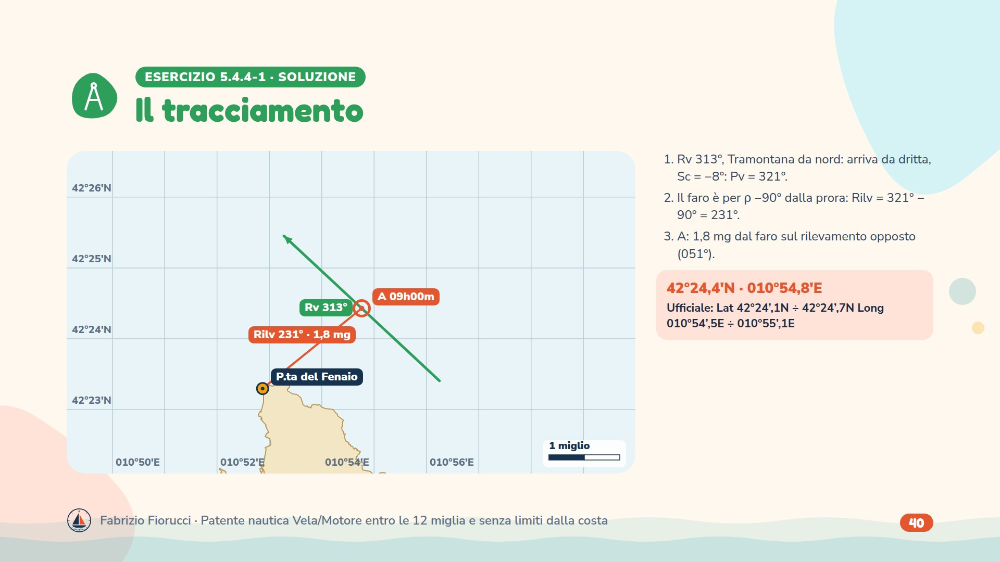 ESERCIZIO 5.4.4-1 · SOLUZIONE
Il tracciamento
42°26'N
42°25'N
42°24'N
42°23'N
010°50'E
010°52'E
010°54'E
010°56'E
A 09h00m
Rv 313°
Rilv 231° · 1,8 mg
P.ta del Fenaio
1 miglio
1. Rv 313°, Tramontana da nord: arriva da dritta,
Sc = −8°: Pv = 321°.
2. Il faro è per ρ −90° dalla prora: Rilv = 321° −
90° = 231°.
3. A: 1,8 mg dal faro sul rilevamento opposto
(051°).
42°24,4'N · 010°54,8'E
Ufficiale: Lat 42°24’,1N ÷ 42°24’,7N Long
010°54’,5E ÷ 010°55’,1E
Fabrizio Fiorucci · Patente nautica Vela/Motore entro le 12 miglia e senza limiti dalla costa
40